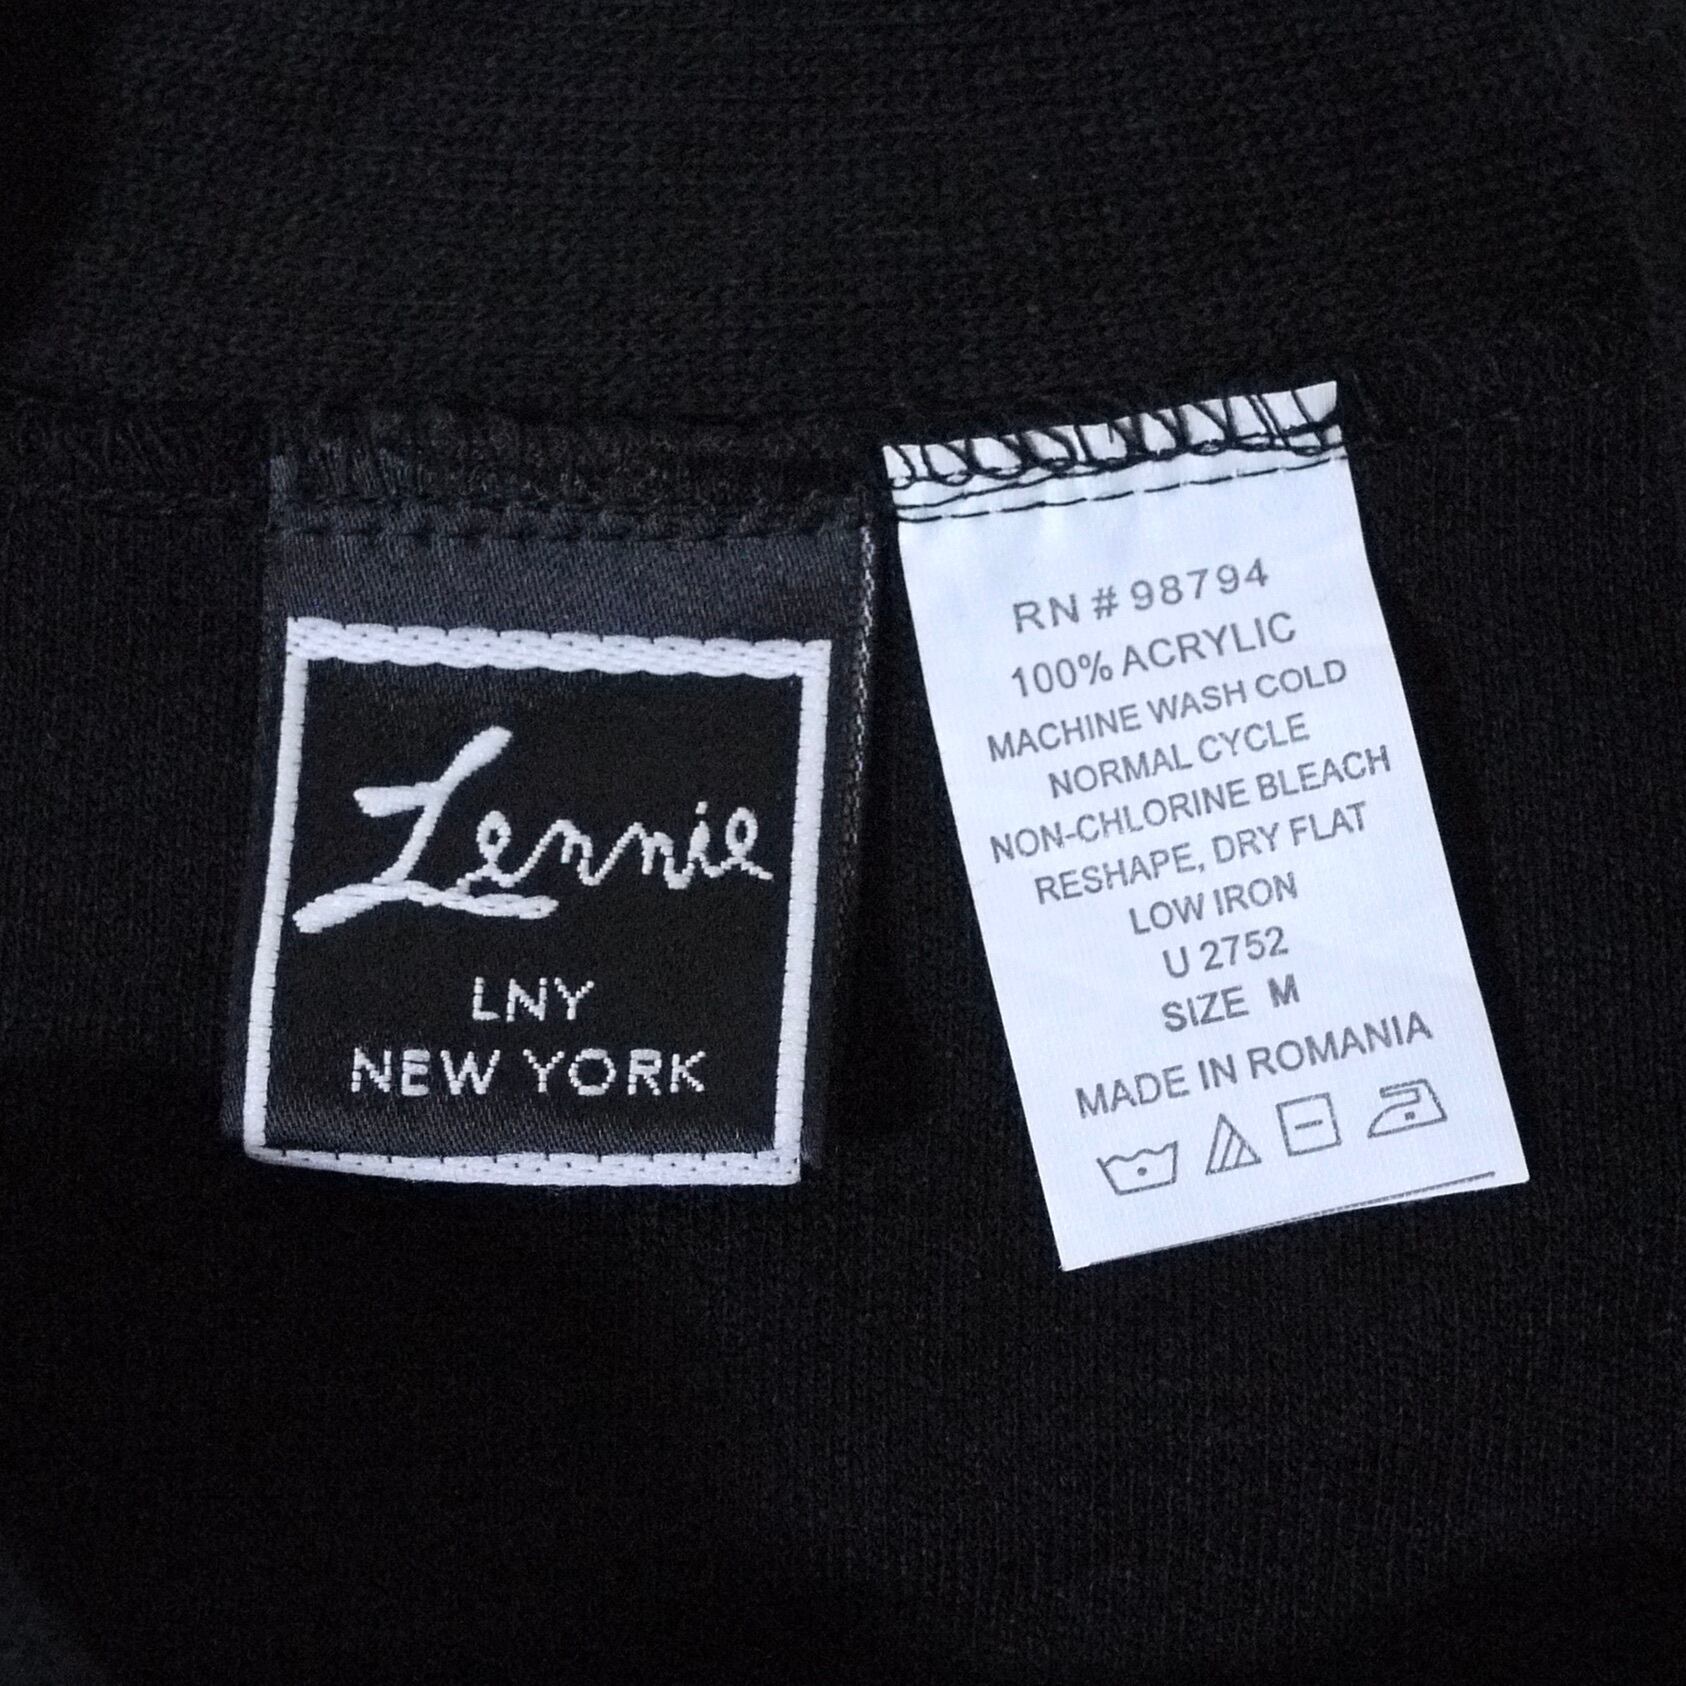 Lennie
LNY
NEW YORK
RN # 98794
100% ACRYLIC
MACHINE WASH COLD
NORMAL CYCLE
NON-CHLORINE BLEACH
RESHAPE, DRY FLAT
LOW IRON
U 2752
SIZE M
MADE IN ROMANIA